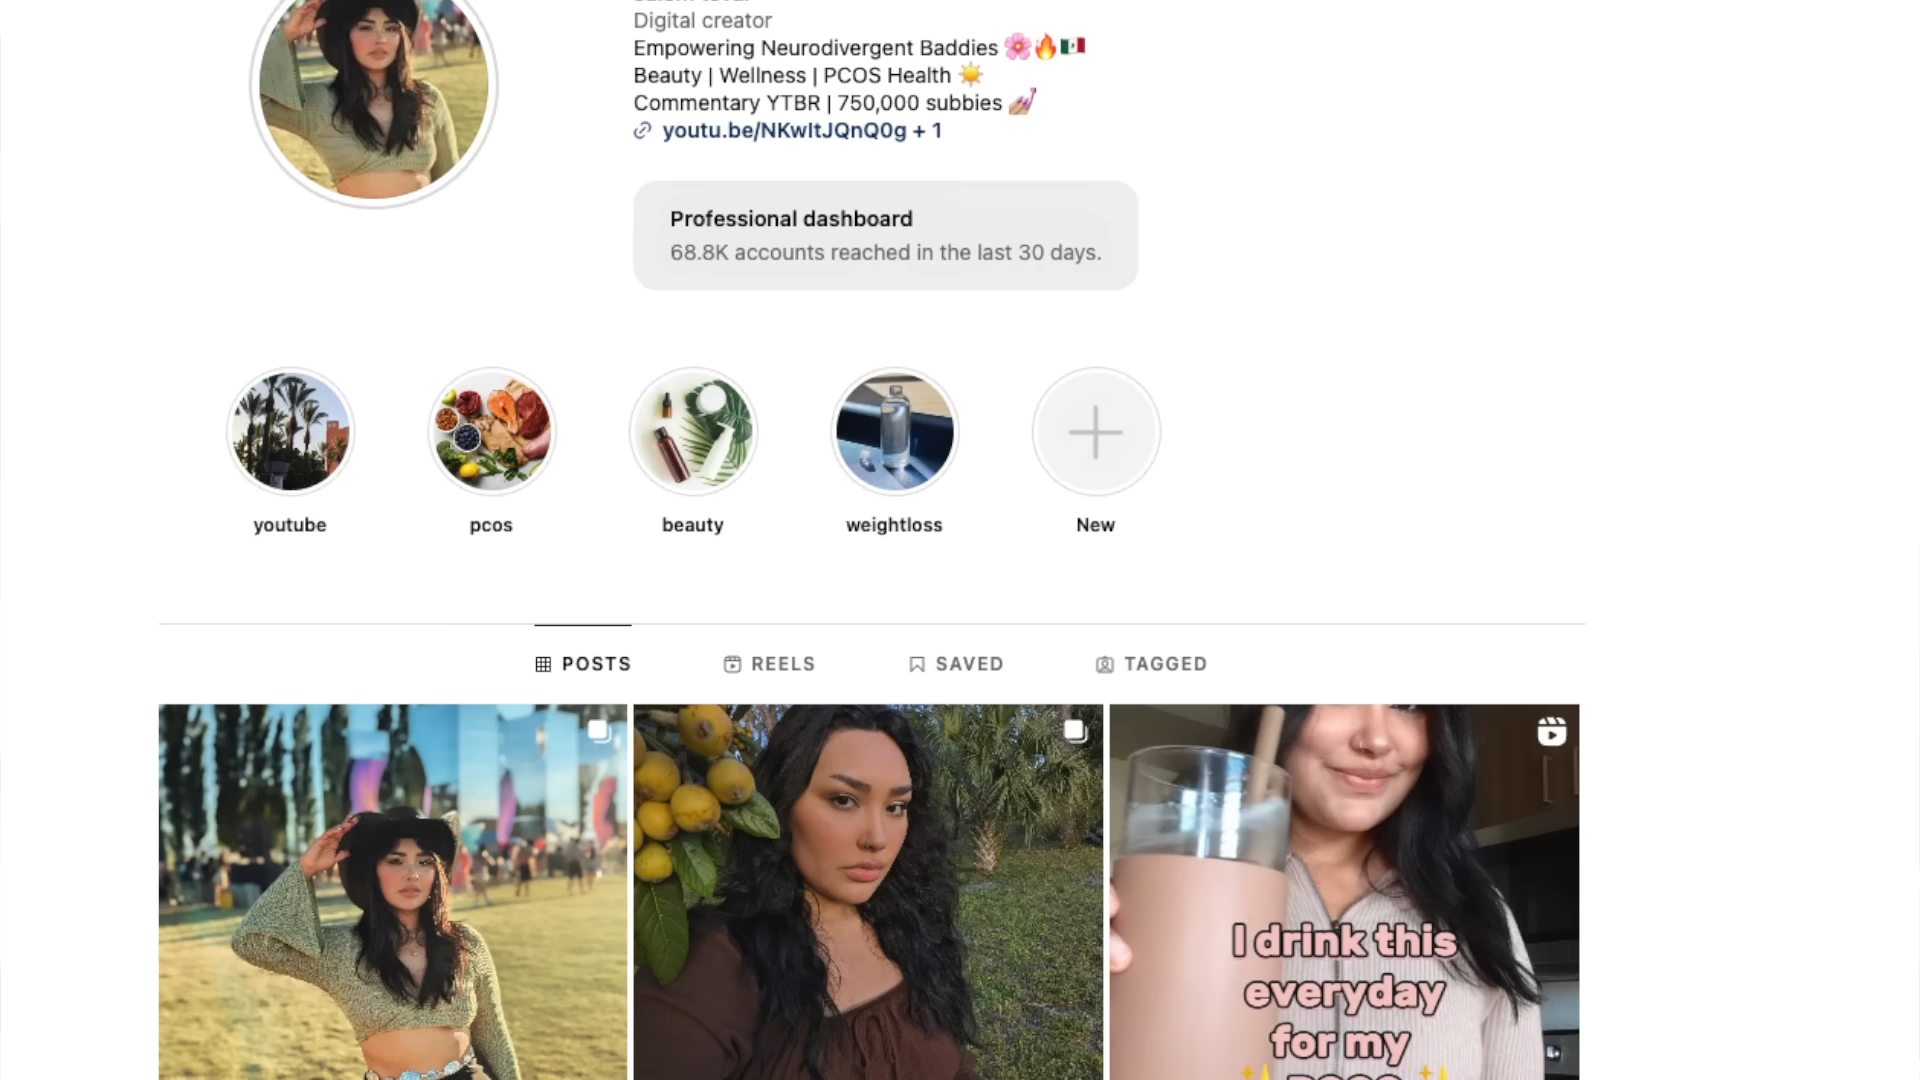 Digital creator
Empowering Neurodivergent Baddies 🌸🔥🇲🇽
Beauty | Wellness | PCOS Health ☀️
Commentary YTBR | 750,000 subbies 💅🏼
youtu.be/NKwItJQnQ0g + 1
Professional dashboard
68.8K accounts reached in the last 30 days.
youtube
pcos
beauty
weightloss
New
POSTS
REELS
SAVED
TAGGED
I drink this
everyday
for my